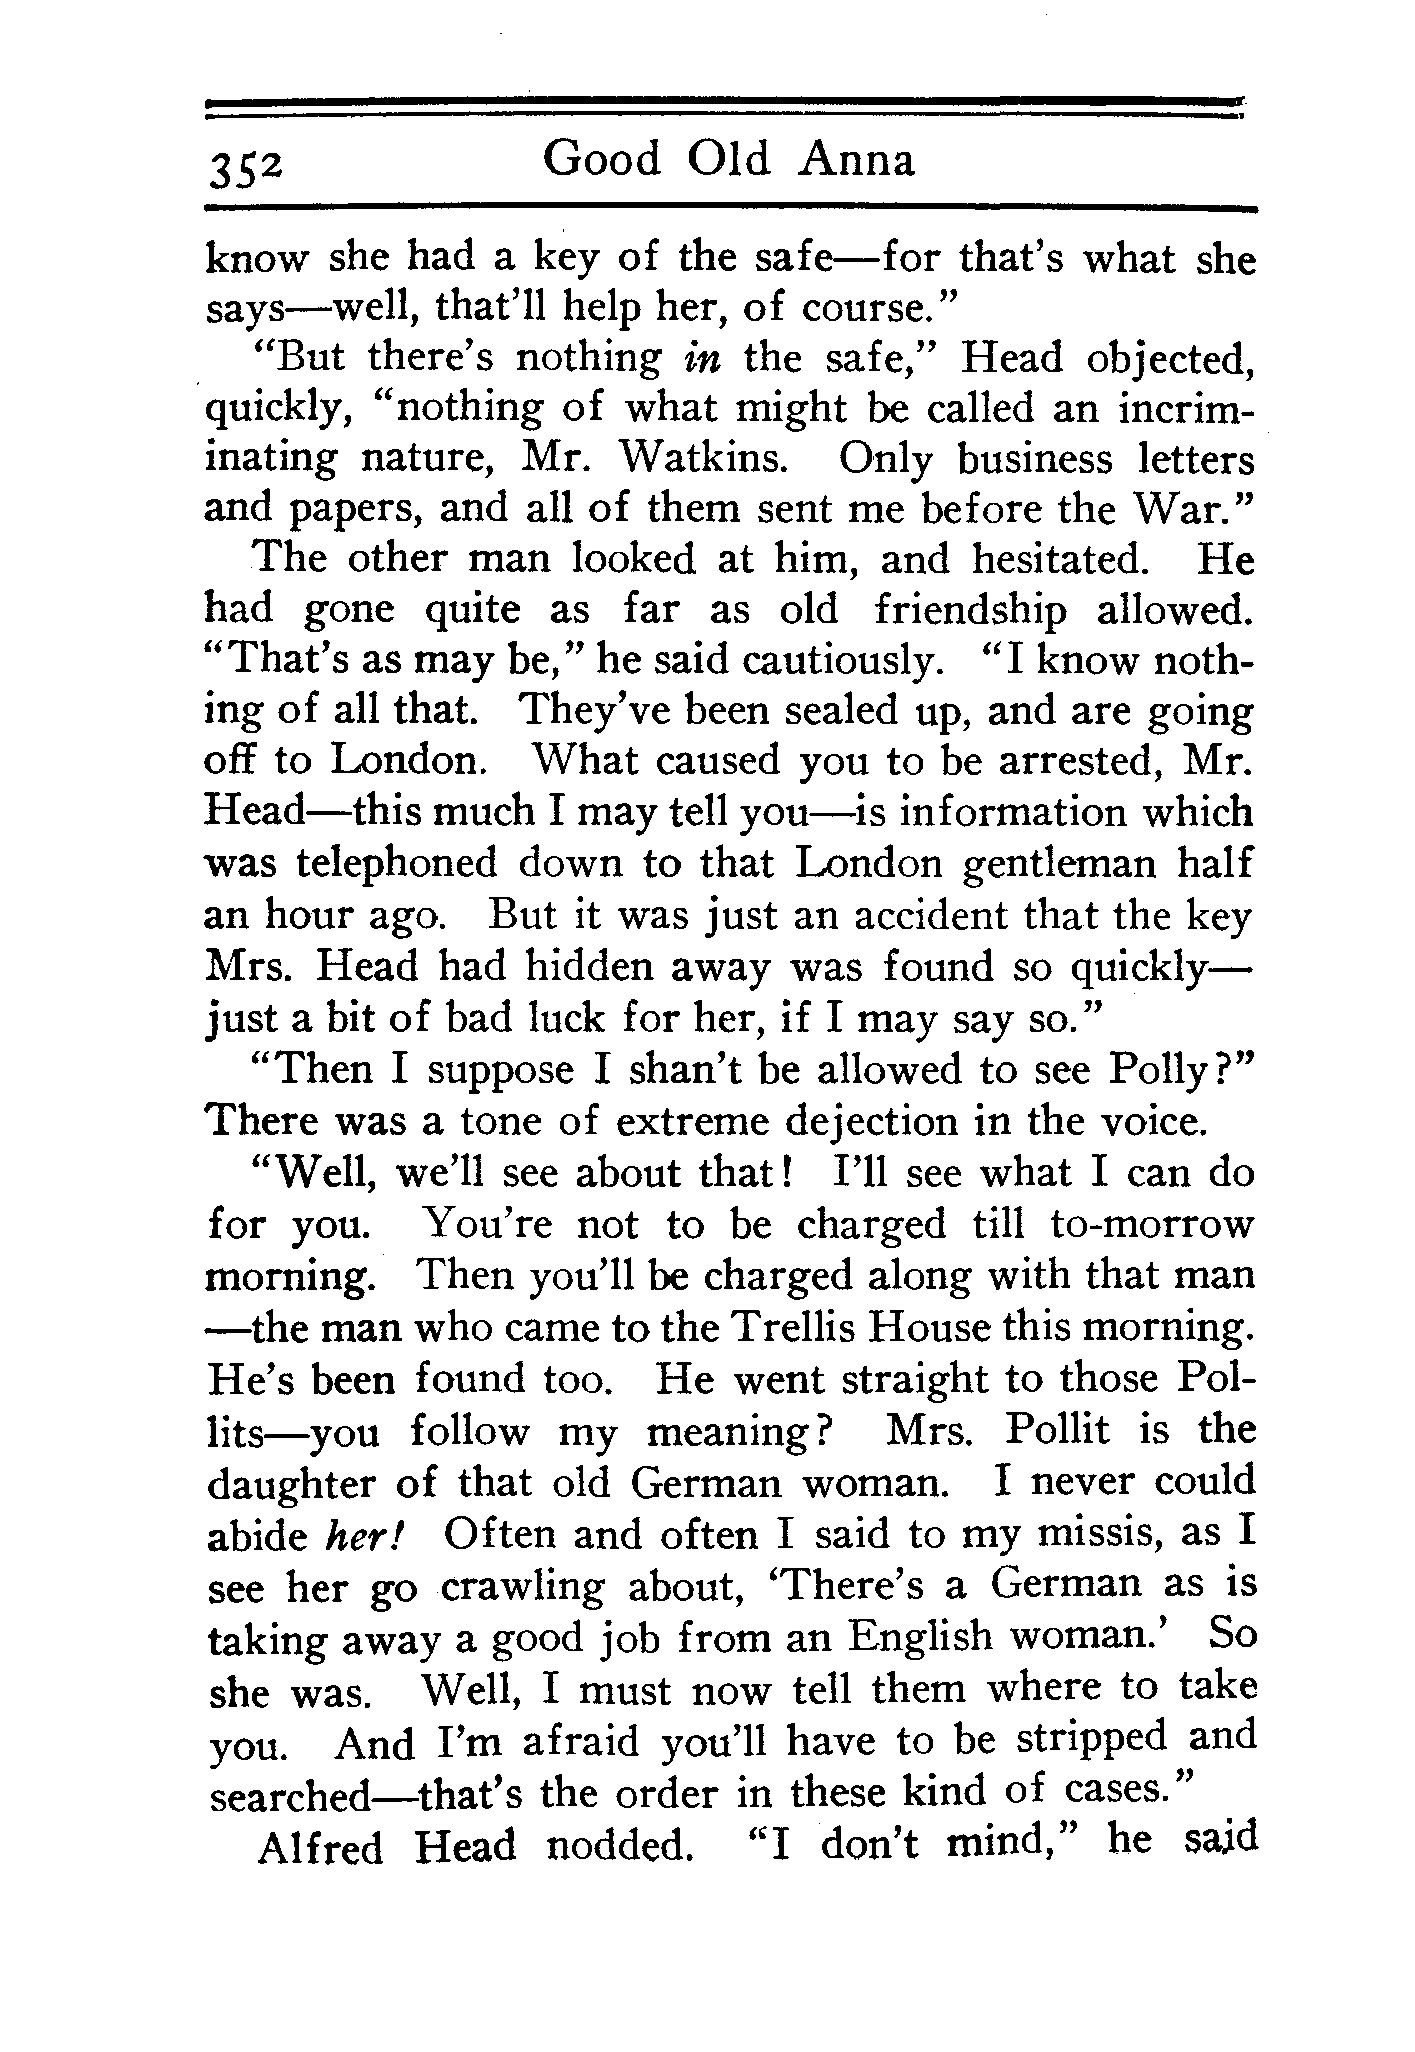 352 Good Old Anna
know she had a key of the safe—for that's what she
says—well, that'll help her, of course."
"But there's nothing in the safe," Head objected,
quickly, "nothing of what might be called an incrim-
inating nature, Mr. Watkins. Only business letters
and papers, and all of them sent me before the War."
The other man looked at him, and hesitated. He
had gone quite as far as old friendship allowed.
"That's as may be," he said cautiously. "I know noth-
ing of all that. They've been sealed up, and are going
off to London. What caused you to be arrested, Mr.
Head—this much I may tell you—is information which
was telephoned down to that London gentleman half
an hour ago. But it was just an accident that the key
Mrs. Head had hidden away was found so quickly—
just a bit of bad luck for her, if I may say so."
"Then I suppose I shan't be allowed to see Polly?"
There was a tone of extreme dejection in the voice.
"Well, we'll see about that! I'll see what I can do
for you. You're not to be charged till to-morrow
morning. Then you'll be charged along with that man
—the man who came to the Trellis House this morning.
He's been found too. He went straight to those Pol-
lits—you follow my meaning? Mrs. Pollit is the
daughter of that old German woman. I never could
abide her! Often and often I said to my missis, as I
see her go crawling about, 'There's a German as is
taking away a good job from an English woman.' So
she was. Well, I must now tell them where to take
you. And I'm afraid you'll have to be stripped and
searched—that's the order in these kind of cases."
Alfred Head nodded. "I don't mind," he said